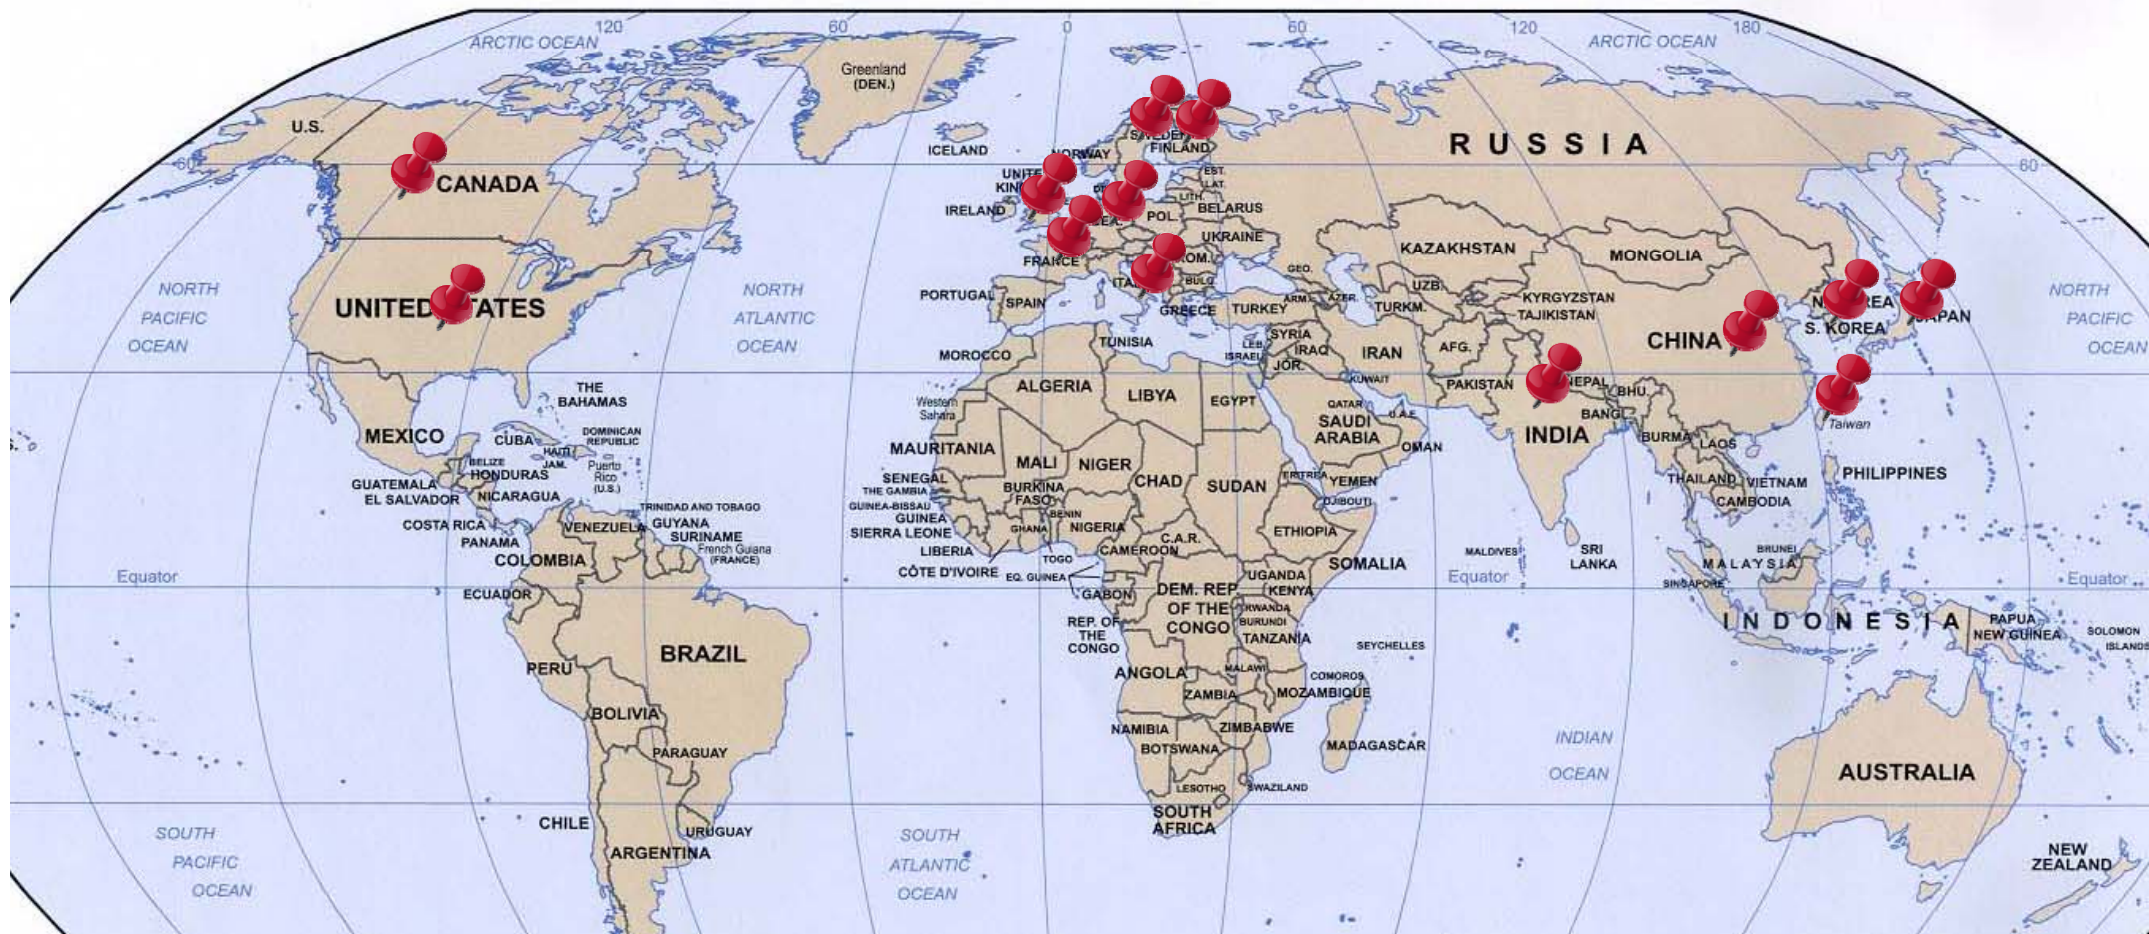 120
60
0
60
120
180
ARCTIC OCEAN
ARCTIC OCEAN
Greenland
(DEN.)
U.S.
RUSSIA
ICELAND
NORWAY
FINLAND
60
60
CANADA
IRELAND
EST.
LAT.
LITH.
BELARUS
POL.
UKRAINE
KAZAKHSTAN
MONGOLIA
FRANCE
GEO.
BULG.
UZB.
KYRGYZSTAN
TAJIKISTAN
NORTH
PACIFIC
OCEAN
NORTH
ATLANTIC
OCEAN
NORTH
PACIFIC
OCEAN
PORTUGAL
SPAIN
GREECE
TURKEY
ARM.
AZER.
TURKM.
UNITED
CHINA
S. KOREA
MOROCCO
TUNISIA
LEB.
ISRAEL
SYRIA
IRAQ
JOR.
IRAN
AFG.
KUWAIT
PAKISTAN
NEPAL
BHU.
BANG.
ALGERIA
LIBYA
EGYPT
Western
Sahara
QATAR
U.A.E.
SAUDI
ARABIA
OMAN
THE
BAHAMAS
MEXICO
CUBA
DOMINICAN
REPUBLIC
HAITI
JAM.
Puerto
Rico
(U.S.)
BELIZE
HONDURAS
GUATEMALA
EL SALVADOR
NICARAGUA
COSTA RICA
PANAMA
TRINIDAD AND TOBAGO
VENEZUELA
GUYANA
SURINAME
French Guiana
(FRANCE)
COLOMBIA
ECUADOR
MAURITANIA
MALI
NIGER
CHAD
SUDAN
ERITREA
YEMEN
DJIBOUTI
SENEGAL
THE GAMBIA
GUINEA-BISSAU
GUINEA
SIERRA LEONE
LIBERIA
CÔTE D'IVOIRE
BURKINA
FASO
GHANA
BENIN
TOGO
NIGERIA
CAMEROON
C.A.R.
ETHIOPIA
SOMALIA
EQ. GUINEA
GABON
REP. OF
THE
CONGO
DEM. REP.
OF THE
CONGO
UGANDA
KENYA
RWANDA
BURUNDI
TANZANIA
INDIA
BURMA
LAOS
THAILAND
VIETNAM
CAMBODIA
Taiwan
PHILIPPINES
MALDIVES
SRI
LANKA
BRUNEI
MALAYSIA
SINGAPORE
INDONESIA
PAPUA
NEW GUINEA
SOLOMON
ISLANDS
Equator
Equator
Equator
PERU
BRAZIL
BOLIVIA
PARAGUAY
CHILE
URUGUAY
ARGENTINA
ANGOLA
MALAWI
ZAMBIA
MOZAMBIQUE
COMOROS
SEYCHELLES
NAMIBIA
ZIMBABWE
BOTSWANA
MADAGASCAR
LESOTHO
SWAZILAND
SOUTH
AFRICA
INDIAN
OCEAN
AUSTRALIA
NEW
ZEALAND
SOUTH
PACIFIC
OCEAN
SOUTH
ATLANTIC
OCEAN